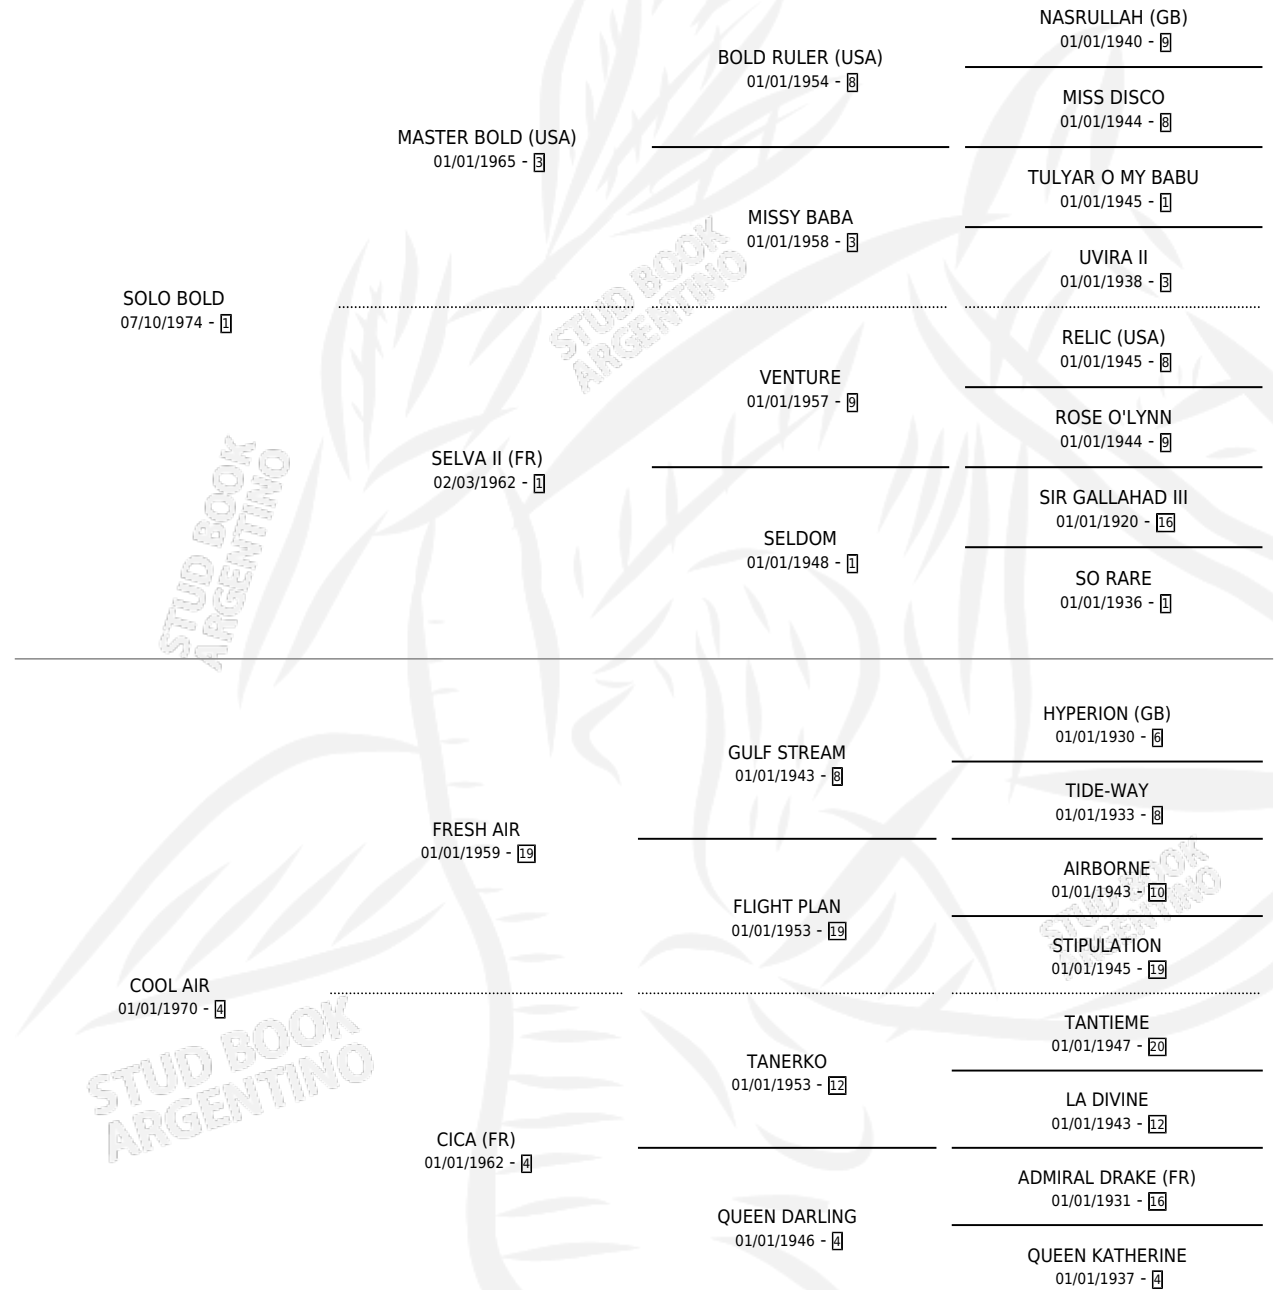 NASRULLAH (GB)
01/01/1940 - 9
BOLD RULER (USA)
01/01/1954 - 8
MISS DISCO
01/01/1944 - 8
MASTER BOLD (USA)
01/01/1965 - 3
TULYAR O MY BABU
01/01/1945 - 1
MISSY BABA
01/01/1958 - 3
UVIRA II
01/01/1938 - 3
SOLO BOLD
07/10/1974 - 1
RELIC (USA)
01/01/1945 - 8
VENTURE
01/01/1957 - 9
ROSE O'LYNN
01/01/1944 - 9
SELVA II (FR)
02/03/1962 - 1
SIR GALLAHAD III
01/01/1920 - 16
SELDOM
01/01/1948 - 1
SO RARE
01/01/1936 - 1
HYPERION (GB)
01/01/1930 - 6
GULF STREAM
01/01/1943 - 8
TIDE-WAY
01/01/1933 - 8
FRESH AIR
01/01/1959 - 19
AIRBORNE
01/01/1943 - 10
FLIGHT PLAN
01/01/1953 - 19
STIPULATION
01/01/1945 - 19
COOL AIR
01/01/1970 - 4
TANTIEME
01/01/1947 - 20
TANERKO
01/01/1953 - 12
LA DIVINE
01/01/1943 - 12
CICA (FR)
01/01/1962 - 4
ADMIRAL DRAKE (FR)
01/01/1931 - 16
QUEEN DARLING
01/01/1946 - 4
QUEEN KATHERINE
01/01/1937 - 4
STUD BOOK
ARGENTINO
STUD BOOK
ARGENTINO
STUD BOOK
ARGENTINO
STUD BOOK
ARGENTINO